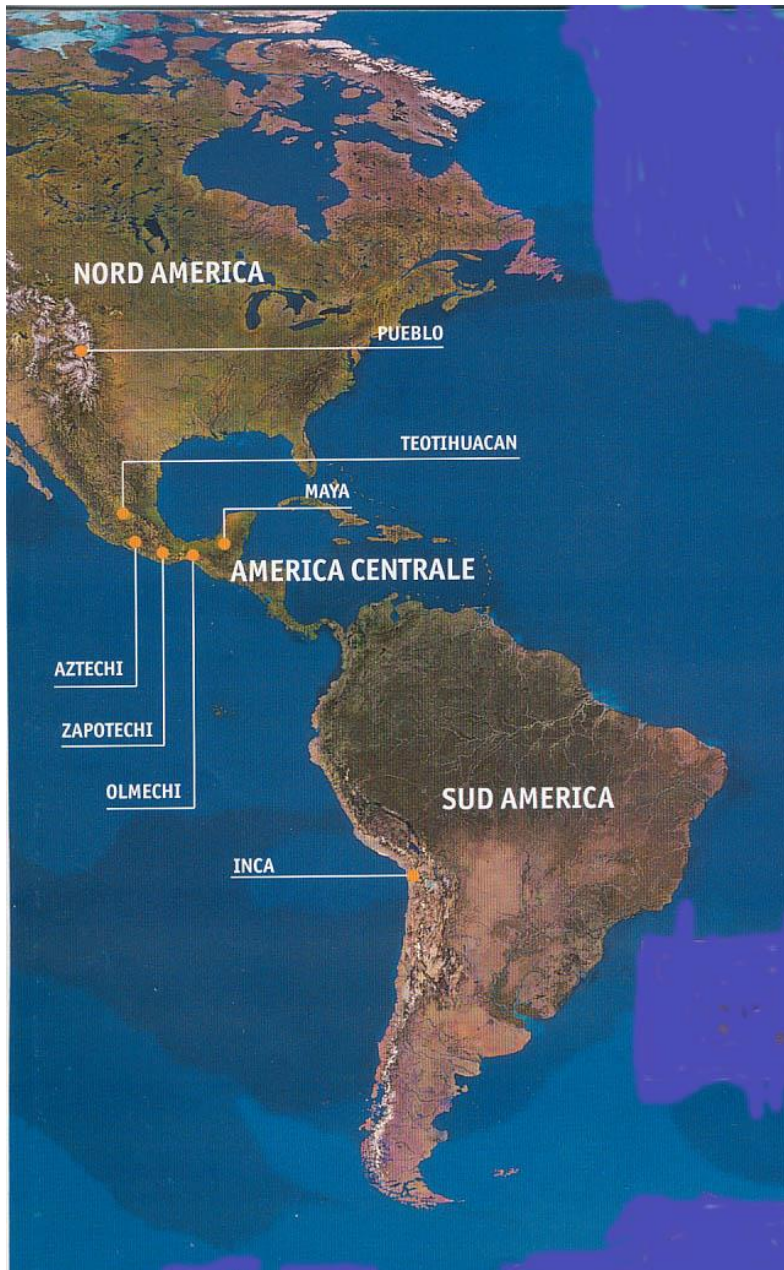 NORD AMERICA
PUEBLO
TEOTIHUACAN
MAYA
AMERICA CENTRALE
AZTECHI
ZAPOTECHI
OLMECHI
SUD AMERICA
INCA